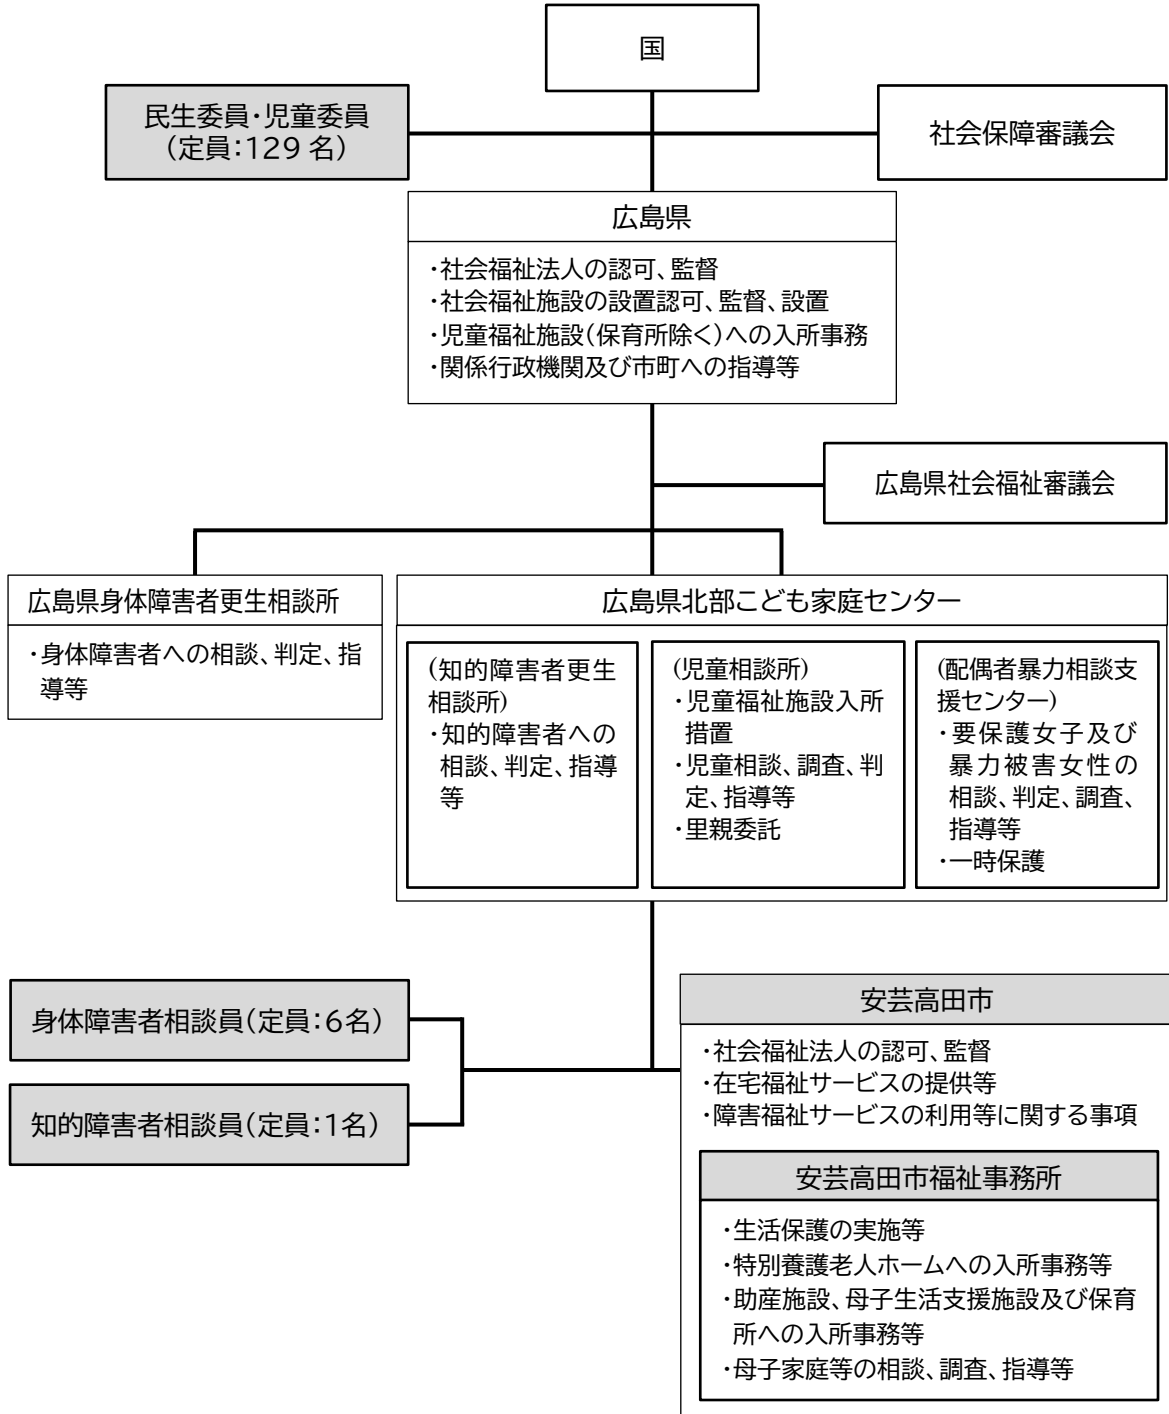 国
民生委員・児童委員
（定員：129 名）
社会保障審議会
広島県
・社会福祉法人の認可、監督
・社会福祉施設の設置認可、監督、設置
・児童福祉施設（保育所除く）への入所事務
・関係行政機関及び市町への指導等
広島県社会福祉審議会
広島県身体障害者更生相談所
・身体障害者への相談、判定、指
導等
広島県北部こども家庭センター
(知的障害者更生
相談所)
・知的障害者への
相談、判定、指導
等
(児童相談所)
・児童福祉施設入所
措置
・児童相談、調査、判
定、指導等
・里親委託
(配偶者暴力相談支
援センター)
・要保護女子及び
暴力被害女性の
相談、判定、調査、
指導等
・一時保護
身体障害者相談員（定員：6名）
知的障害者相談員（定員：1名）
安芸高田市
・社会福祉法人の認可、監督
・在宅福祉サービスの提供等
・障害福祉サービスの利用等に関する事項
安芸高田市福祉事務所
・生活保護の実施等
・特別養護老人ホームへの入所事務等
・助産施設、母子生活支援施設及び保育
所への入所事務等
・母子家庭等の相談、調査、指導等